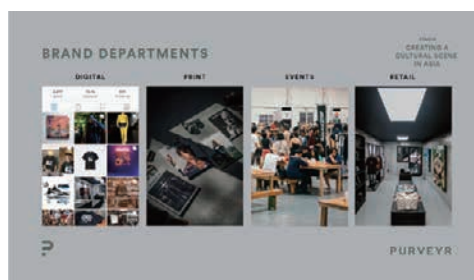 BRAND DEPARTMENTS
CREATING A
CULTURAL SCENE
IN ASIA
DIGITAL
PRINT
EVENTS
RETAIL
PURVEYR